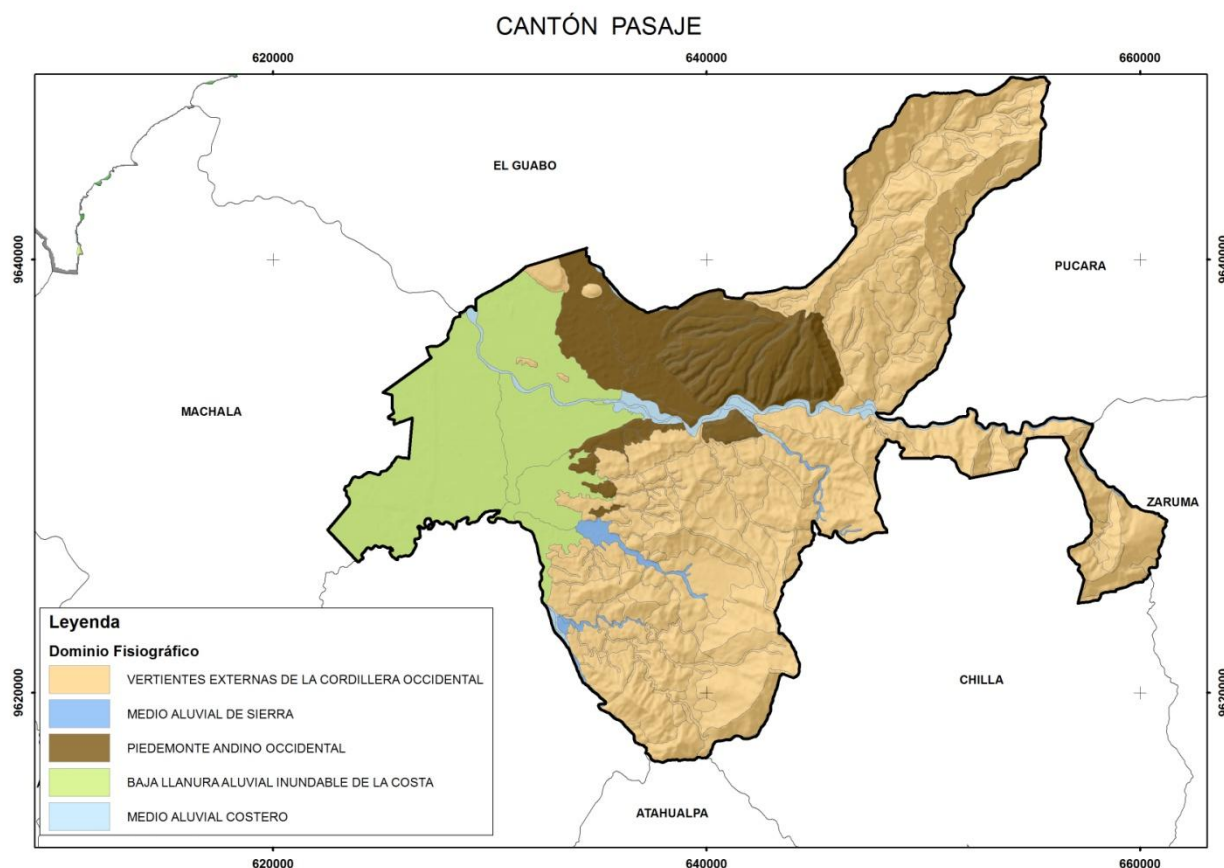 CANTÓN PASAJE
620000
640000
660000
EL GUABO
9640000
9640000
PUCARA
MACHALA
ZARUMA
Leyenda
Dominio Fisiográfico
VERTIENTES EXTERNAS DE LA CORDILLERA OCCIDENTAL
MEDIO ALUVIAL DE SIERRA
PIEDEMONTE ANDINO OCCIDENTAL
BAJA LLANURA ALUVIAL INUNDABLE DE LA COSTA
MEDIO ALUVIAL COSTERO
9620000
9620000
CHILLA
ATAHUALPA
620000
640000
660000